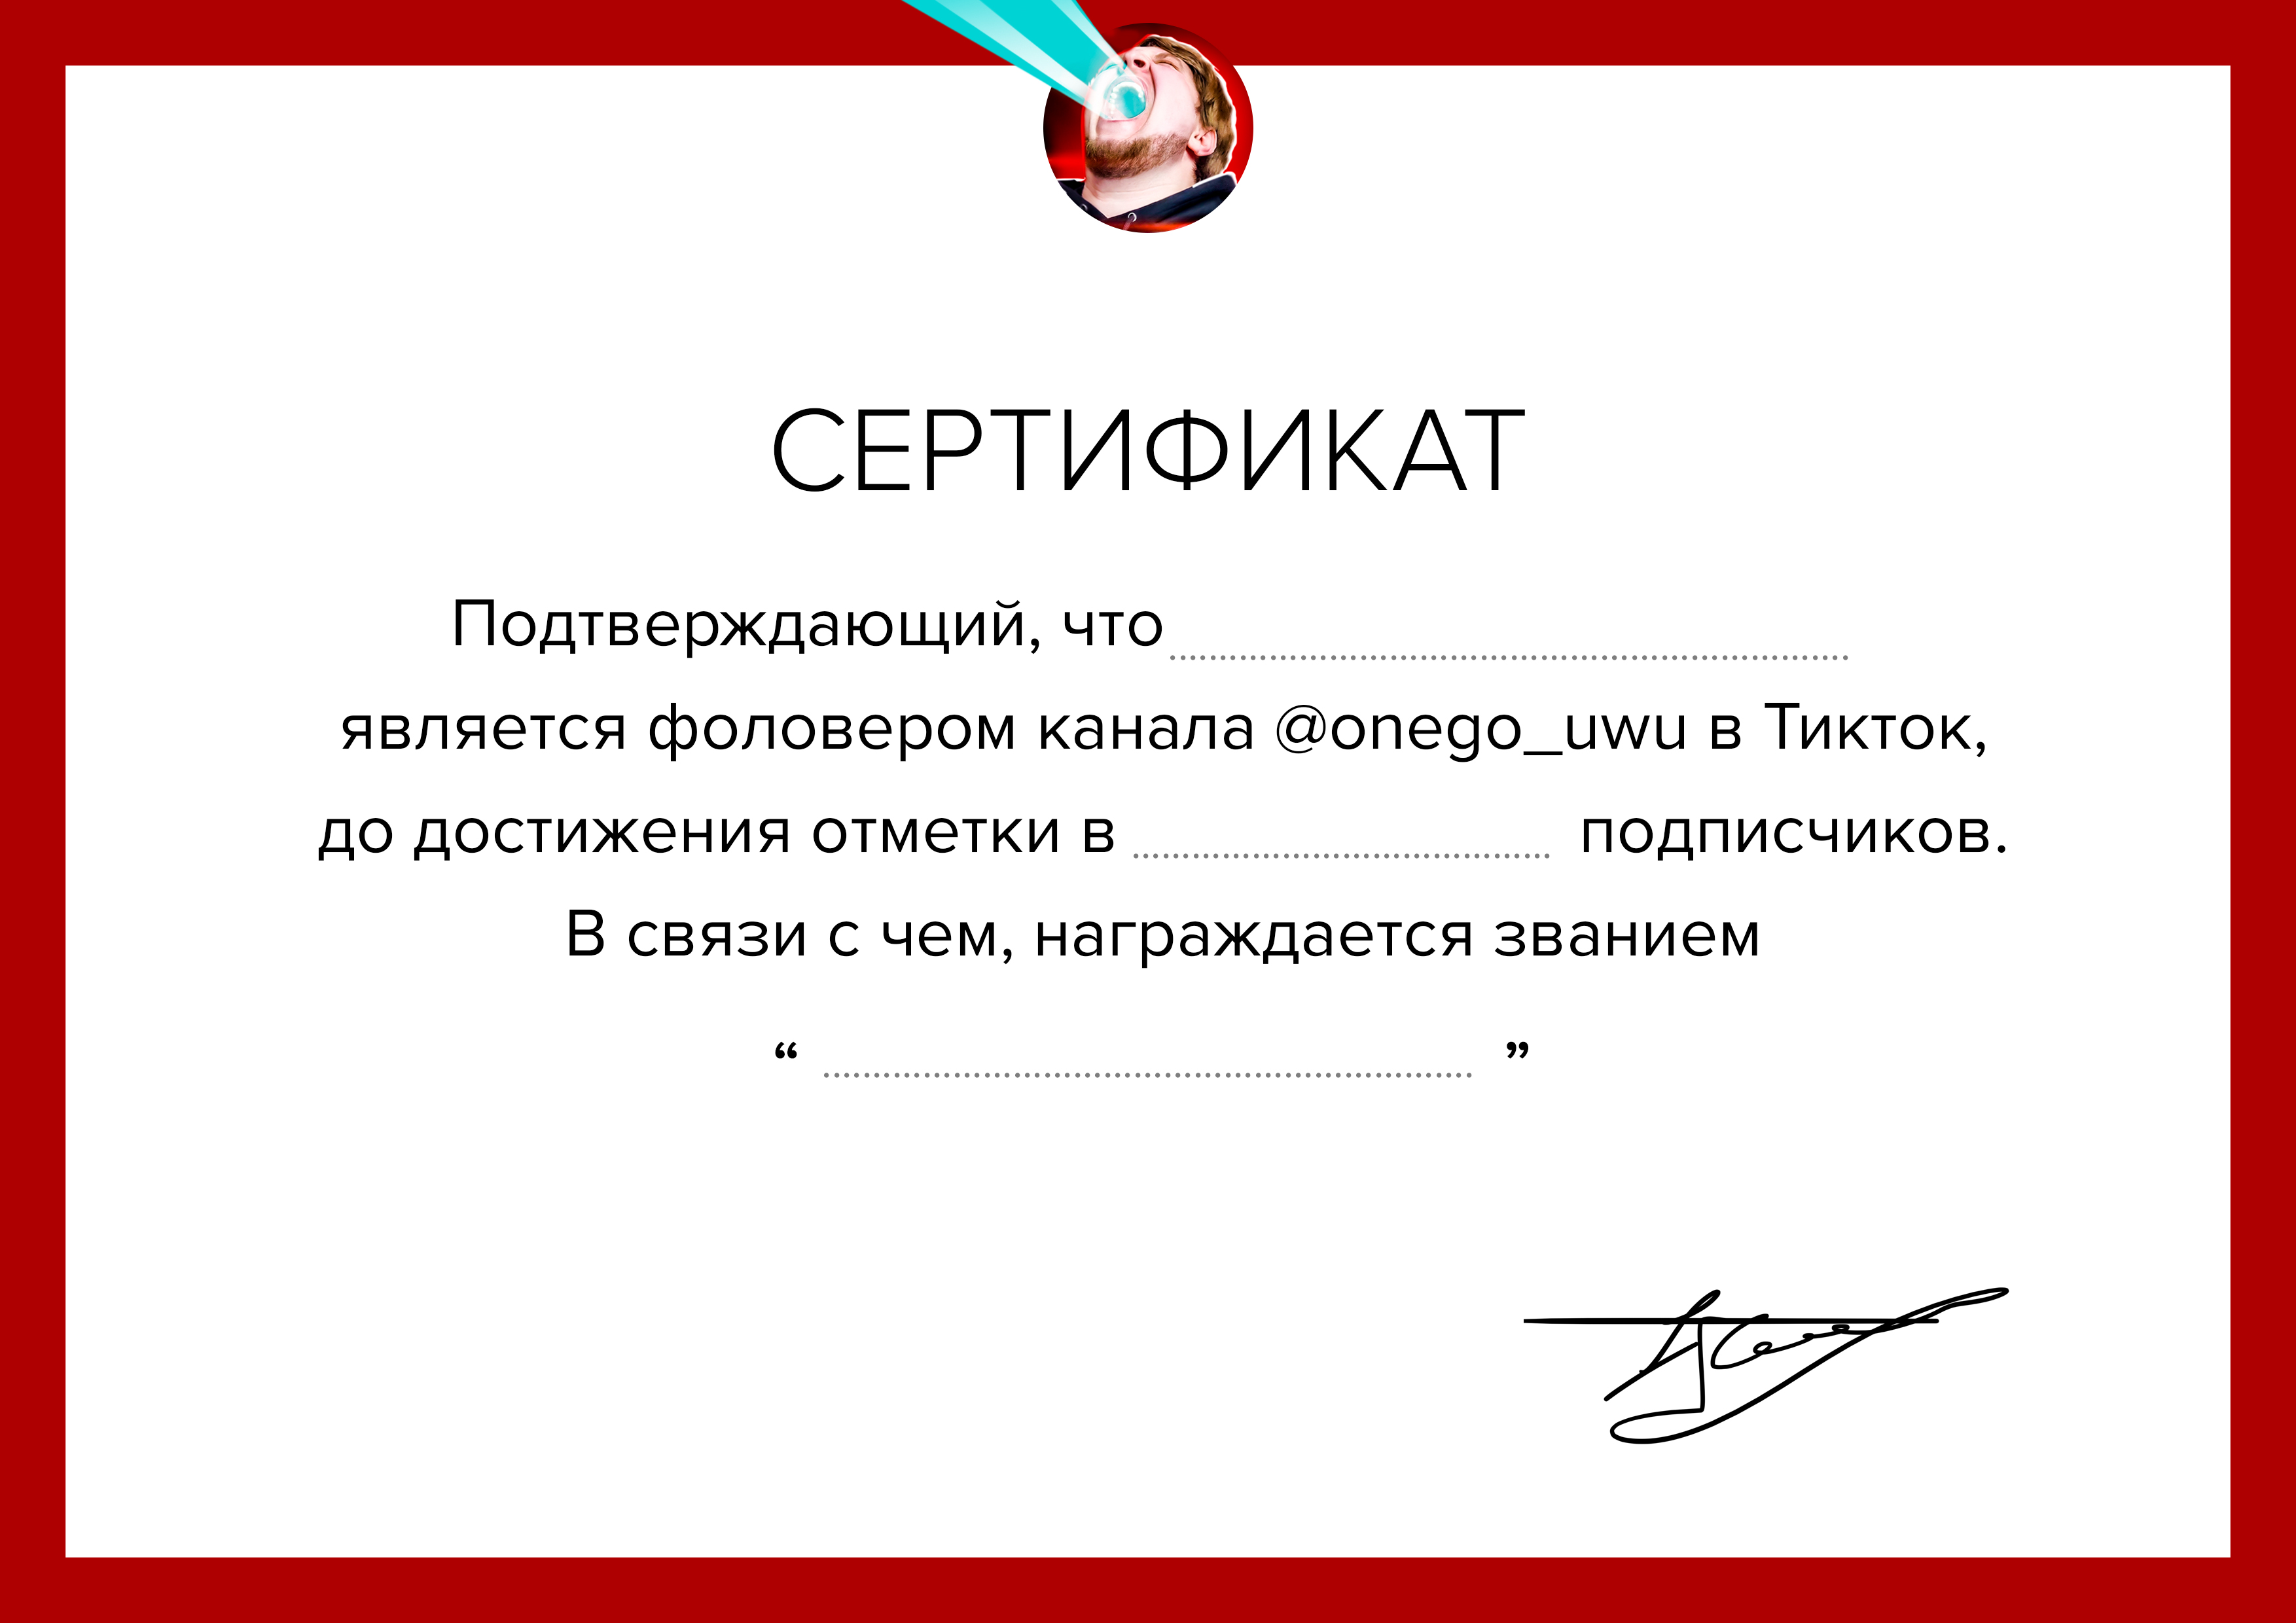 СЕРТИФИКАТ
Подтверждающий, что
является фоловером канала @onego_uwu в Тикток,
до достижения отметки в подписчиков.
В связи с чем, награждается званием
“ ”